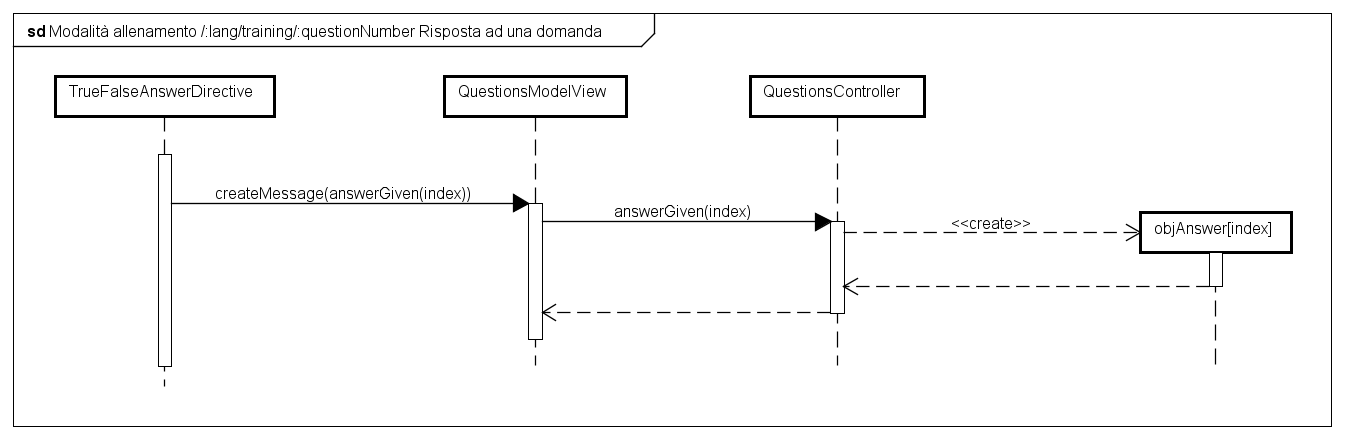 sd Modalità allenamento /:lang/training/:questionNumber Risposta ad una domanda
TrueFalseAnswerDirective
QuestionsModelView
QuestionsController
createMessage(answerGiven(index))
answerGiven(index)
<<create>>
objAnswer[index]